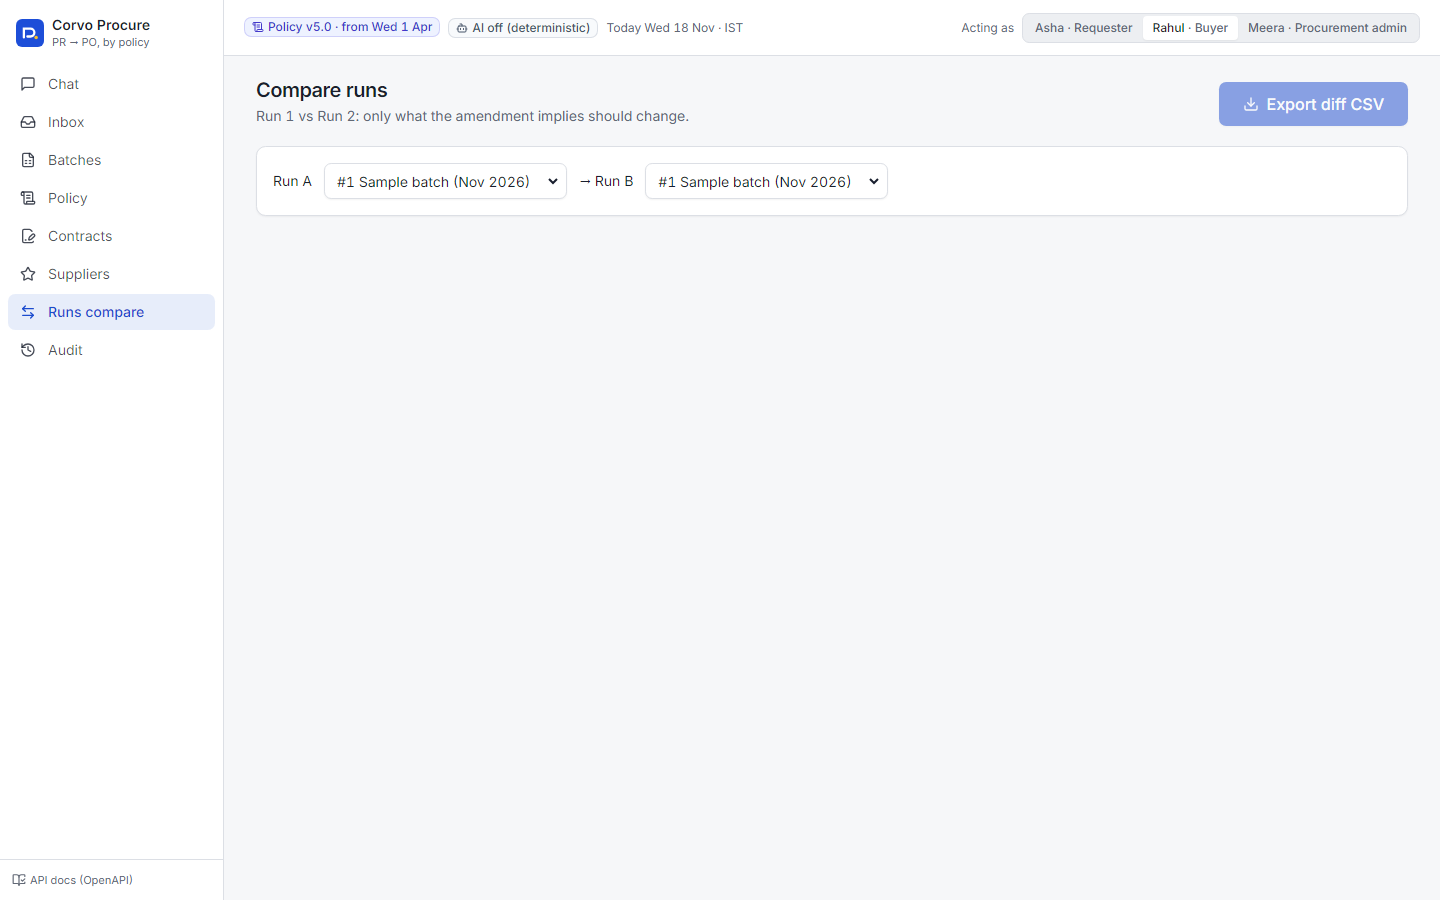 Corvo Procure
PR → PO, by policy
Chat
Inbox
Batches
Policy
Contracts
Suppliers
Runs compare
Audit
API docs (OpenAPI)
Policy v5.0 · from Wed 1 Apr
AI off (deterministic)
Today Wed 18 Nov · IST
Acting as
Asha · Requester
Rahul · Buyer
Meera · Procurement admin
Compare runs
Run 1 vs Run 2: only what the amendment implies should change.
Export diff CSV
Run A
#1 Sample batch (Nov 2026)
→ Run B
#1 Sample batch (Nov 2026)